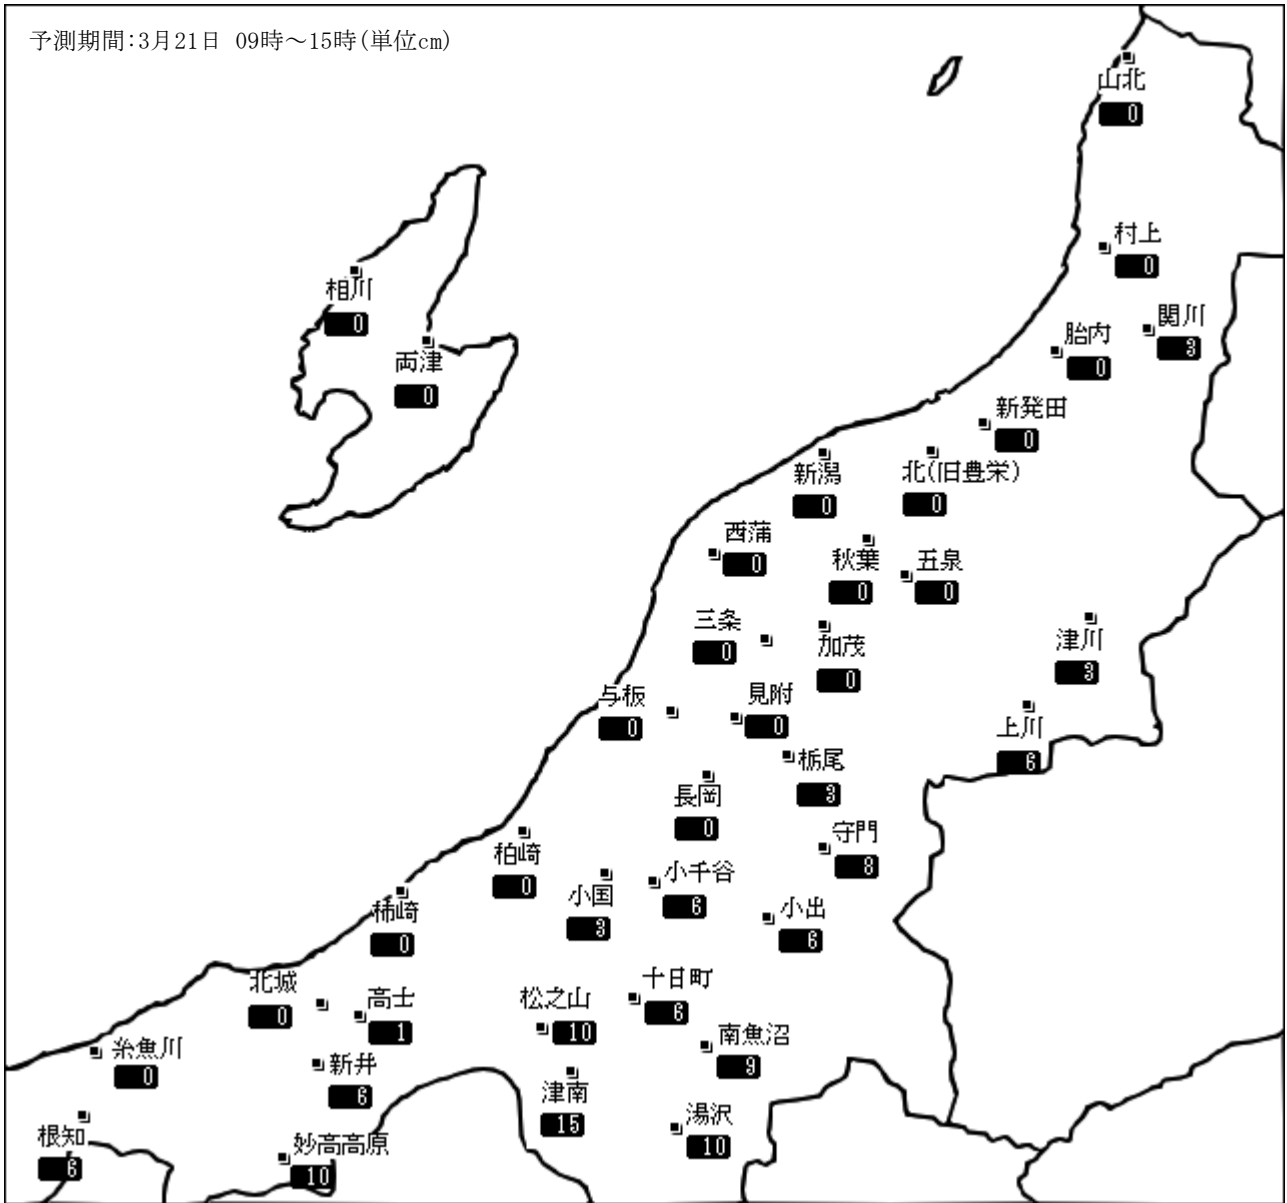 予測期間:3月21日 09時～15時(単位cm)
山北
0
村上
0
関川
3
胎内
0
新発田
0
相川
0
両津
0
新潟
0
北(旧豊栄)
0
西蒲
0
秋葉
0
五泉
0
三条
0
加茂
0
津川
3
与板
0
見附
0
上川
6
栃尾
3
長岡
0
守門
8
柏崎
0
小国
3
小千谷
6
小出
6
柿崎
0
北城
0
高士
1
松之山
10
十日町
6
南魚沼
9
糸魚川
0
新井
6
津南
15
湯沢
10
根知
6
妙高高原
10